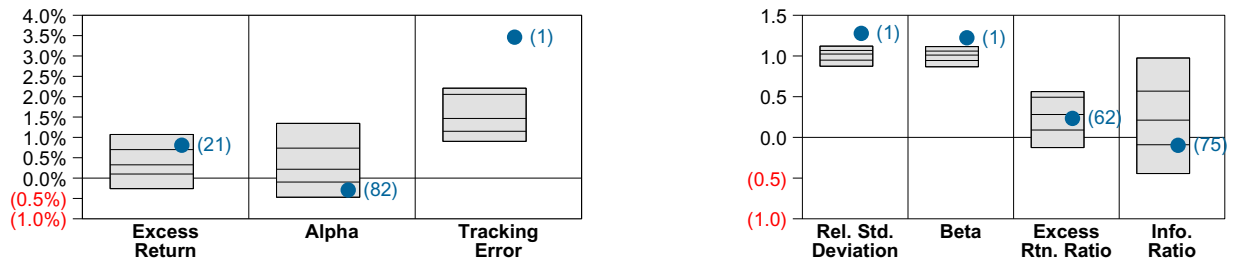 4.0%
3.5%
3.0%
2.5%
2.0%
1.5%
1.0%
0.5%
0.0%
(0.5%)
(1.0%)
(21)
(82)
(1)
Excess
Return
Alpha
Tracking
Error
1.5
1.0
0.5
0.0
(0.5)
(1.0)
(1)
(1)
(62)
(75)
Rel. Std.
Deviation
Beta
Excess
Rtn. Ratio
Info.
Ratio